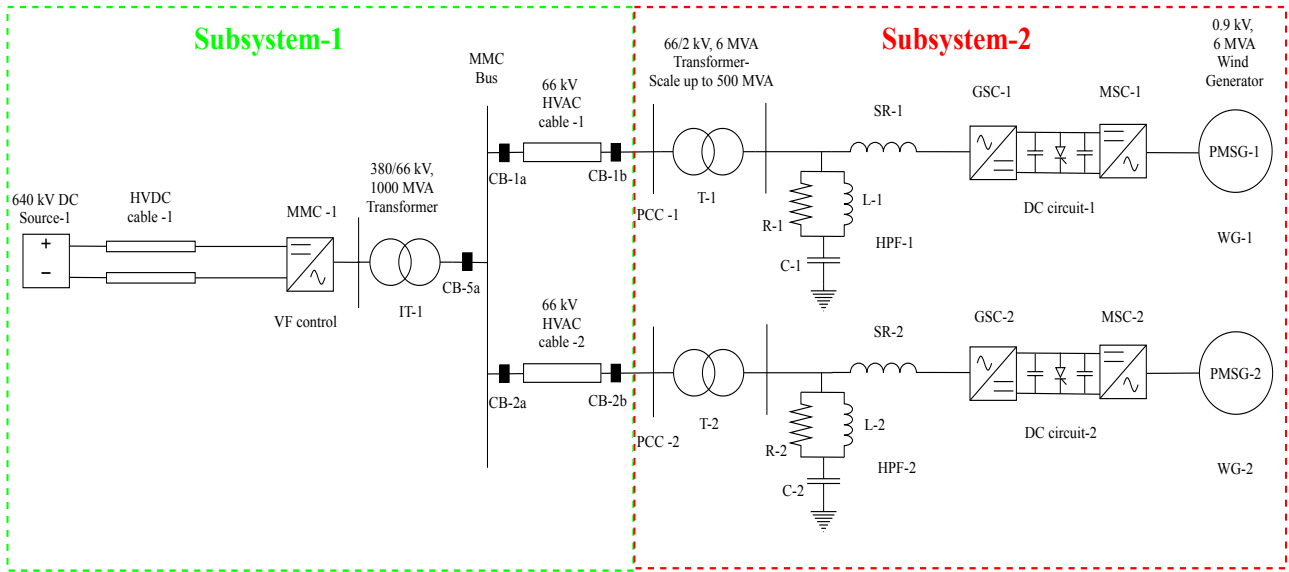 Subsystem-1
Subsystem-2
640 kV DC
Source-1
+
−
HVDC
cable -1
MMC -1
VF control
380/66 kV,
1000 MVA
Transformer
IT-1
CB-5a
MMC
Bus
66 kV
HVAC
cable -1
CB-1a
CB-1b
66 kV
HVAC
cable -2
CB-2a
CB-2b
PCC -1
66/2 kV, 6 MVA
Transformer-
Scale up to 500 MVA
T-1
SR-1
R-1
L-1
HPF-1
C-1
GSC-1
MSC-1
DC circuit-1
0.9 kV,
6 MVA
Wind
Generator
PMSG-1
WG-1
PCC -2
T-2
SR-2
R-2
L-2
HPF-2
C-2
GSC-2
MSC-2
DC circuit-2
PMSG-2
WG-2